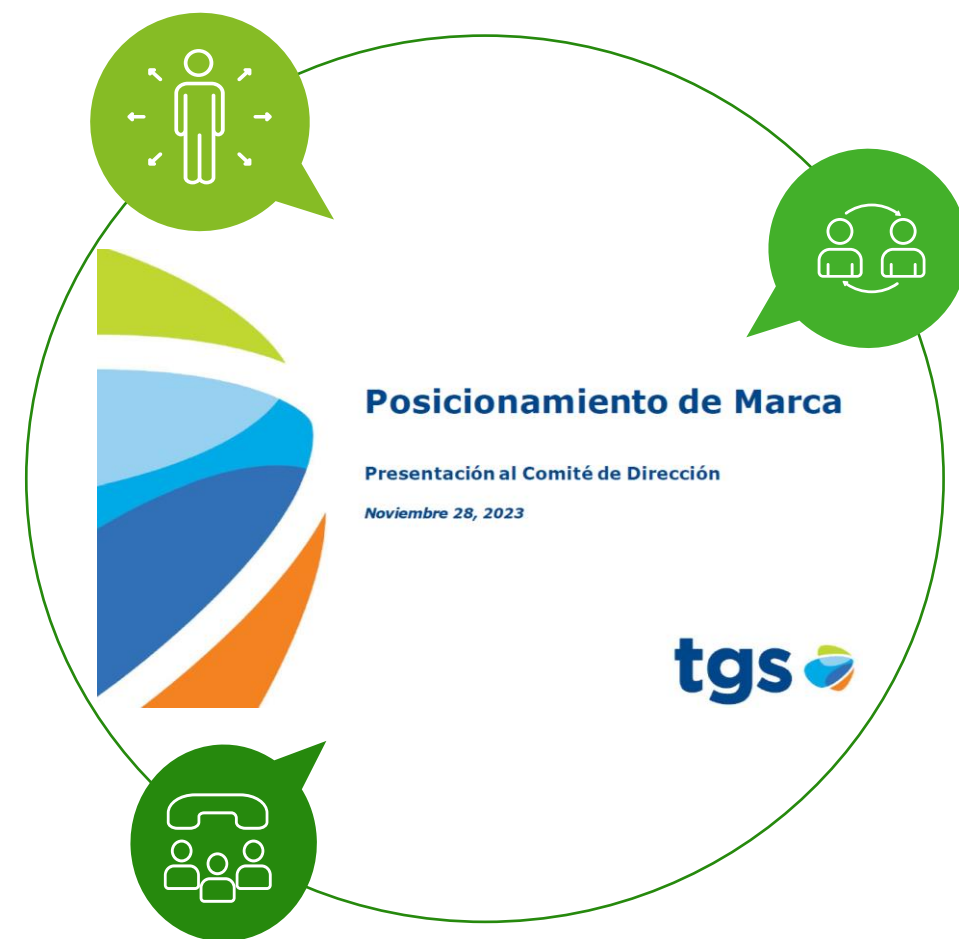 Posicionamiento de Marca
Presentación al Comité de Dirección
Noviembre 28, 2023
tgs